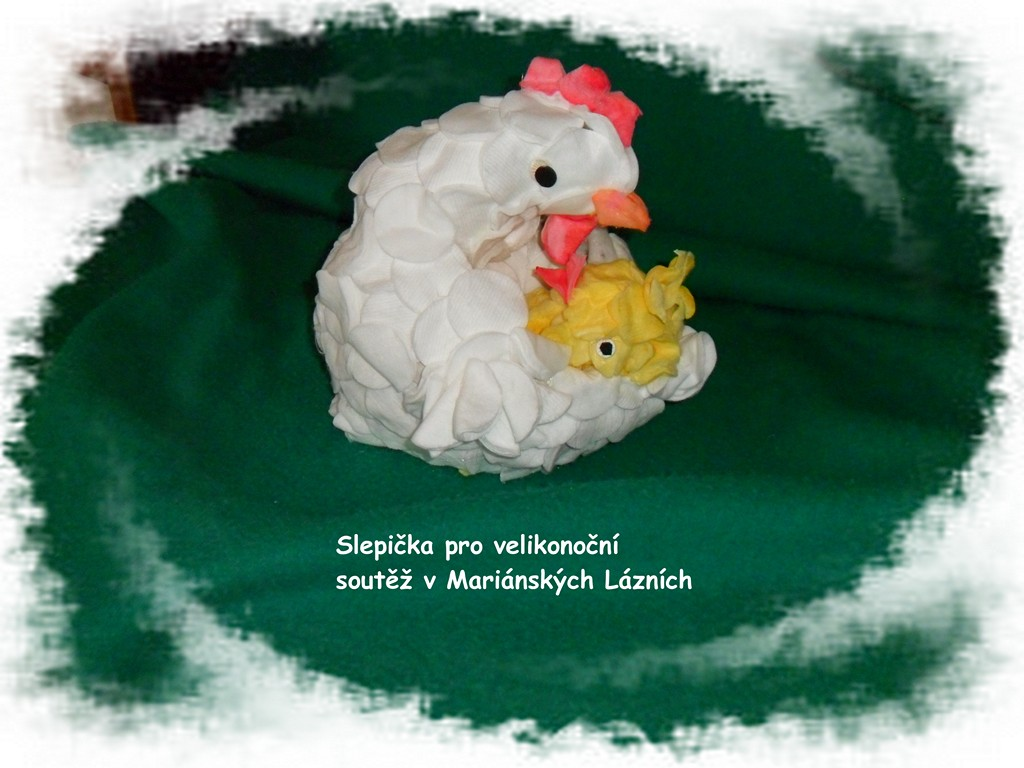 Slepička pro velikonoční
soutěž v Mariánských Lázních